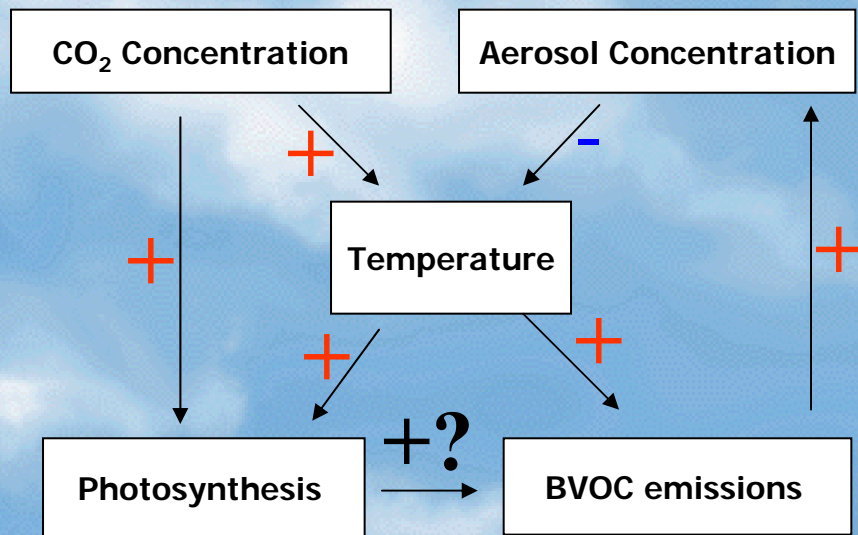 CO₂ Concentration
Aerosol Concentration
+
-
Temperature
+
+
+
+
+?
Photosynthesis
BVOC emissions